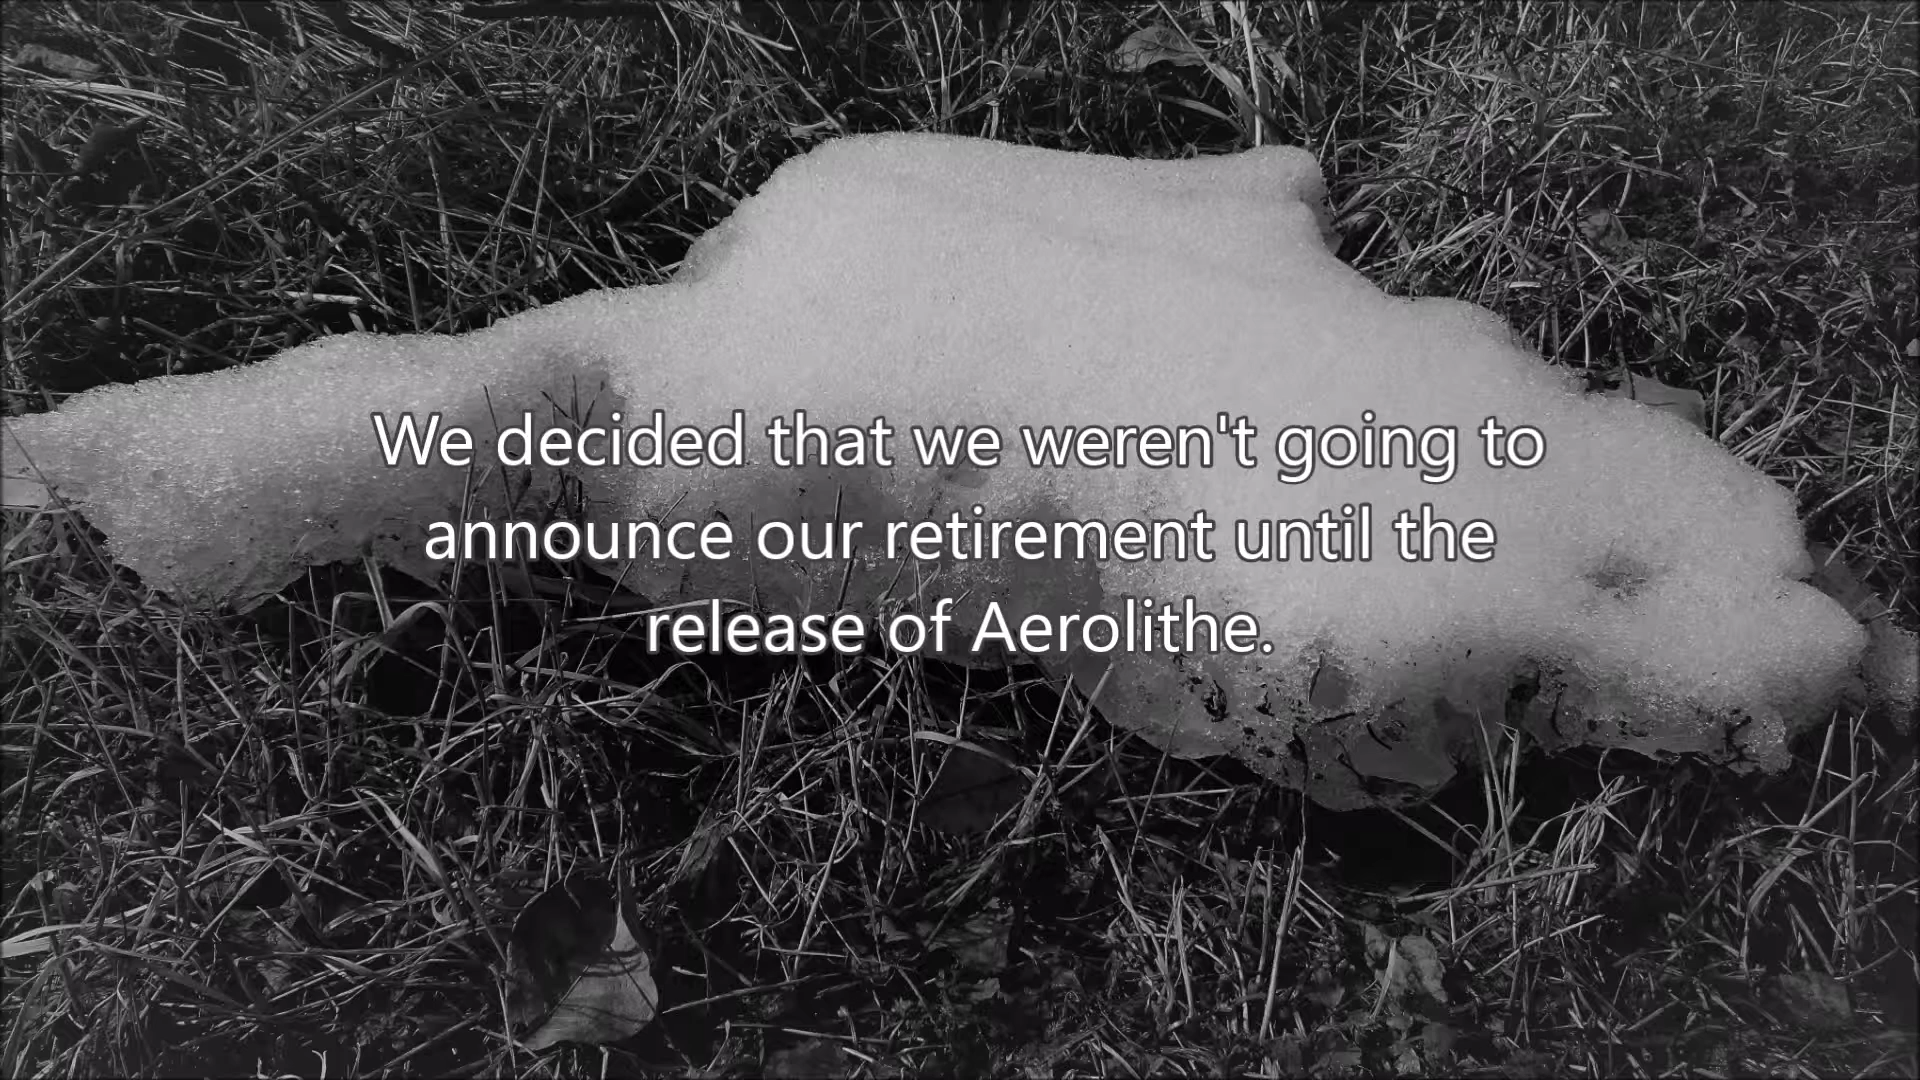 We decided that we weren't going to
announce our retirement until the
release of Aerolithe.